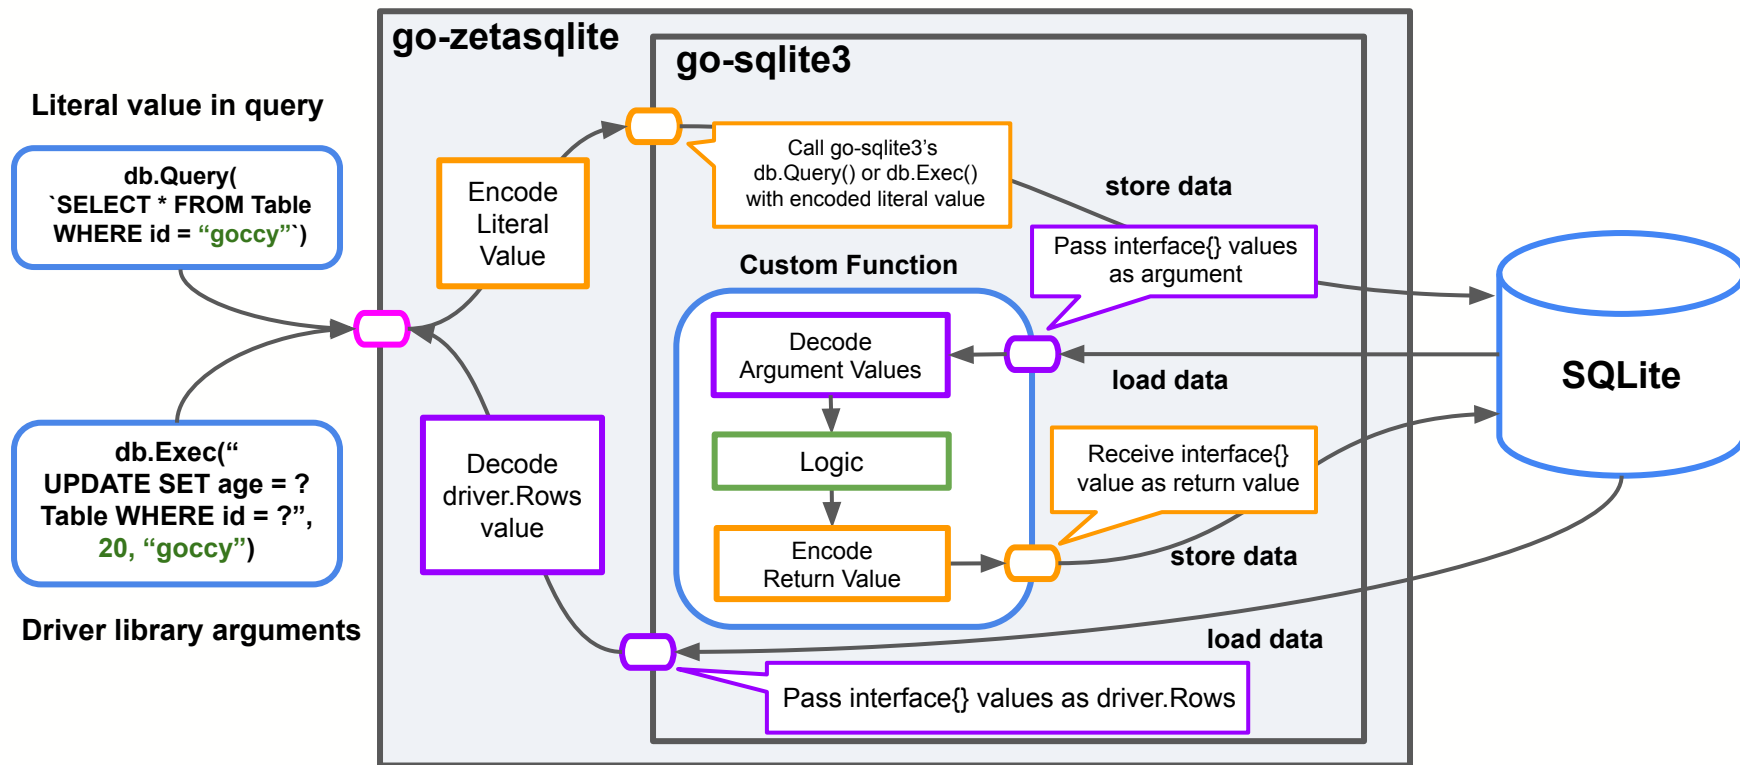 go-zetasqlite
go-sqlite3
Literal value in query
db.Query(
`SELECT * FROM Table
WHERE id = “goccy”`)
Encode
Literal
Value
Call go-sqlite3’s
db.Query() or db.Exec()
with encoded literal value
store data
Pass interface{} values
as argument
Custom Function
Decode
Argument Values
load data
SQLite
Logic
db.Exec(“
UPDATE SET age = ?
Table WHERE id = ?”,
20, “goccy”)
Decode
driver.Rows
value
Receive interface{}
value as return value
Encode
Return Value
store data
Driver library arguments
load data
Pass interface{} values as driver.Rows